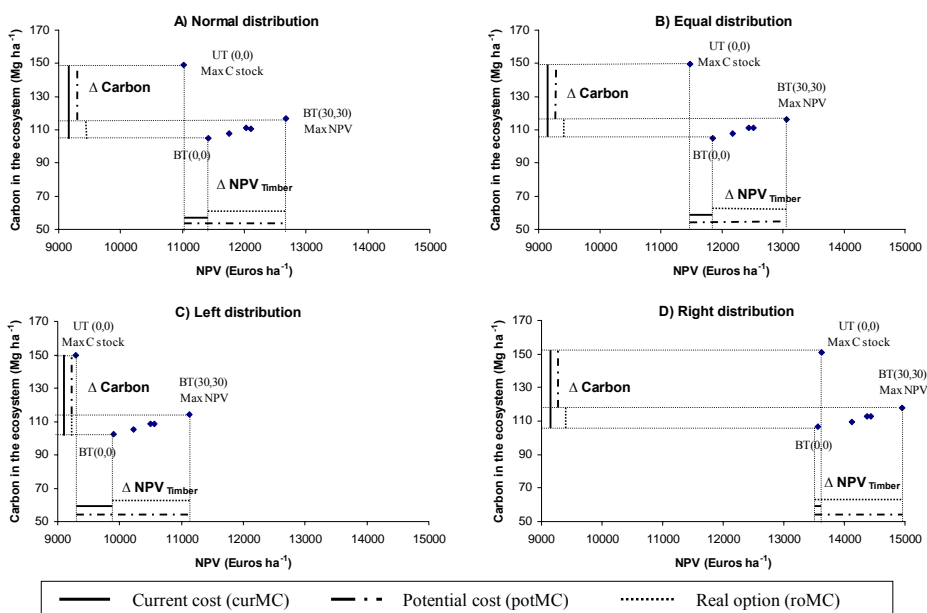 A) Normal distribution
Carbon in the ecosystem (Mg ha-1)
170
150
130
110
90
70
50
UT (0,0)
Max C stock
Δ Carbon
BT(30,30)
Max NPV
BT(0,0)
Δ NPV Timber
9000 10000 11000 12000 13000 14000 15000
NPV (Euros ha-1)
B) Equal distribution
Carbon in the ecosystem (Mg ha-1)
170
150
130
110
90
70
50
UT (0,0)
Max C stock
Δ Carbon
BT(30,30)
Max NPV
BT(0,0)
Δ NPV Timber
9000 10000 11000 12000 13000 14000 15000
NPV (Euros ha-1)
C) Left distribution
Carbon in the ecosystem (Mg ha-1)
170
150
130
110
90
70
50
UT (0,0)
Max C stock
Δ Carbon
BT(30,30)
Max NPV
BT(0,0)
Δ NPV Timber
9000 10000 11000 12000 13000 14000 15000
NPV (Euros ha-1)
D) Right distribution
Carbon in the ecosystem (Mg ha-1)
170
150
130
110
90
70
50
UT (0,0)
Max C stock
Δ Carbon
BT(30,30)
Max NPV
BT(0,0)
Δ NPV Timber
9000 10000 11000 12000 13000 14000 15000
NPV (Euros ha-1)
Current cost (curMC) Potential cost (potMC) Real option (roMC)